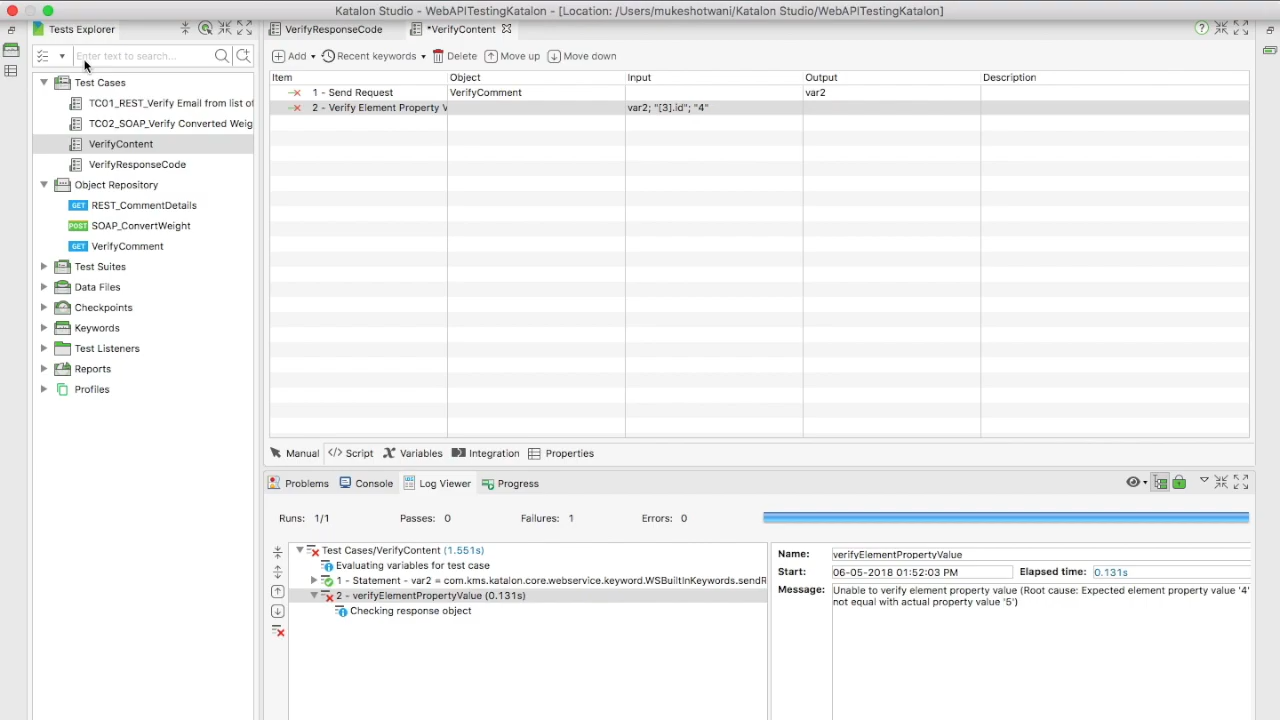 Katalon Studio - WebAPITestingKatalon - [Location: /Users/mukeshotwani/Katalon Studio/WebAPITestingKatalon]
Tests Explorer
VerifyResponseCode
*VerifyContent
Enter text to search...
Add
Recent keywords
Delete
Move up
Move down
Item Object Input Output Description
1 - Send Request VerifyComment var2
2 - Verify Element Property V var2; "[3].id"; "4"
Test Cases
TC01_REST_Verify Email from list of
TC02_SOAP_Verify Converted Weig
VerifyContent
VerifyResponseCode
Object Repository
GET REST_CommentDetails
POST SOAP_ConvertWeight
GET VerifyComment
Test Suites
Data Files
Checkpoints
Keywords
Test Listeners
Reports
Profiles
Manual </> Script Variables Integration Properties
Problems Console Log Viewer Progress
Runs: 1/1 Passes: 0 Failures: 1 Errors: 0
Test Cases/VerifyContent (1.551s)
Evaluating variables for test case
1 - Statement - var2 = com.kms.katalon.core.webservice.keyword.WSBuiltInKeywords.sendR
2 - verifyElementPropertyValue (0.131s)
Checking response object
Name: verifyElementPropertyValue
Start: 06-05-2018 01:52:03 PM Elapsed time: 0.131s
Message: Unable to verify element property value (Root cause: Expected element property value '4'
not equal with actual property value '5')